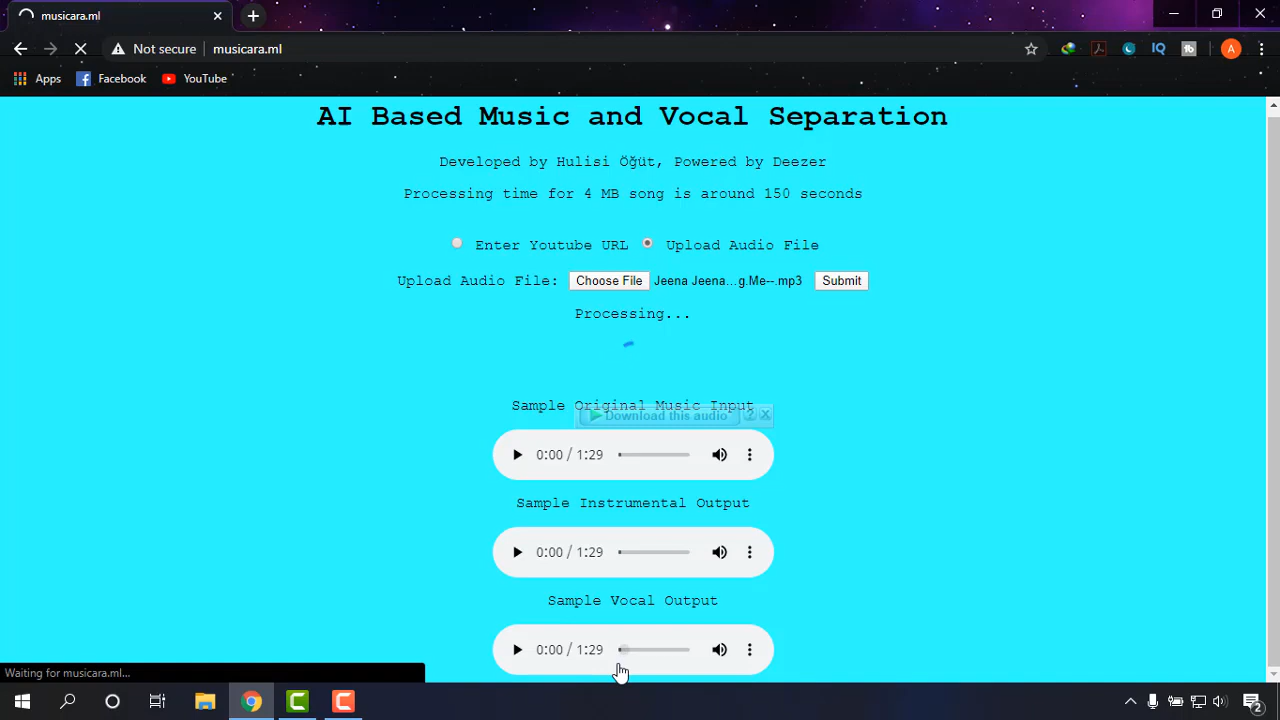 musicara.ml
Not secure musicara.ml
Apps Facebook YouTube
AI Based Music and Vocal Separation
Developed by Hulisi Öğüt, Powered by Deezer
Processing time for 4 MB song is around 150 seconds
Enter Youtube URL Upload Audio File
Upload Audio File: Choose File Jeena Jeena...g.Me--.mp3 Submit
Processing...
Sample Original Music Input
Download this audio ? X
0:00 / 1:29
Sample Instrumental Output
0:00 / 1:29
Sample Vocal Output
0:00 / 1:29
Waiting for musicara.ml...